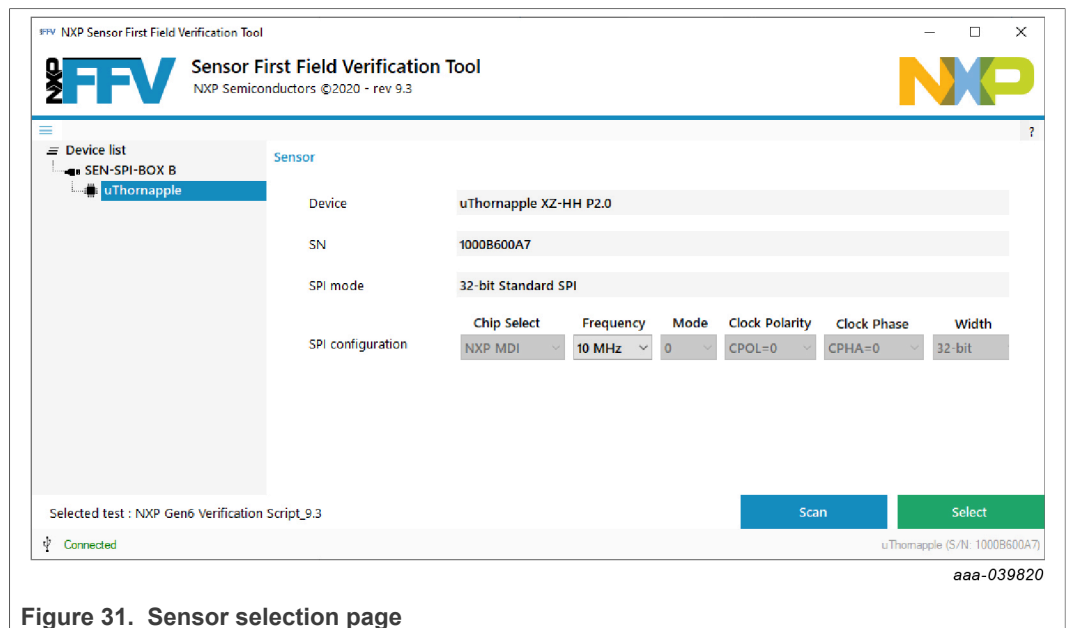 IFFV NXP Sensor First Field Verification Tool
NXP FFV
Sensor First Field Verification Tool
NXP Semiconductors ©2020 - rev 9.3
NXP
?
Device list
SEN-SPI-BOX B
uThornapple
Sensor
Device uThornapple XZ-HH P2.0
SN 1000B600A7
SPI mode 32-bit Standard SPI
Chip Select Frequency Mode Clock Polarity Clock Phase Width
SPI configuration NXP MDI 10 MHz 0 CPOL=0 CPHA=0 32-bit
Selected test : NXP Gen6 Verification Script_9.3 Scan Select
Connected uThornapple (S/N: 1000B600A7)
aaa-039820
Figure 31. Sensor selection page